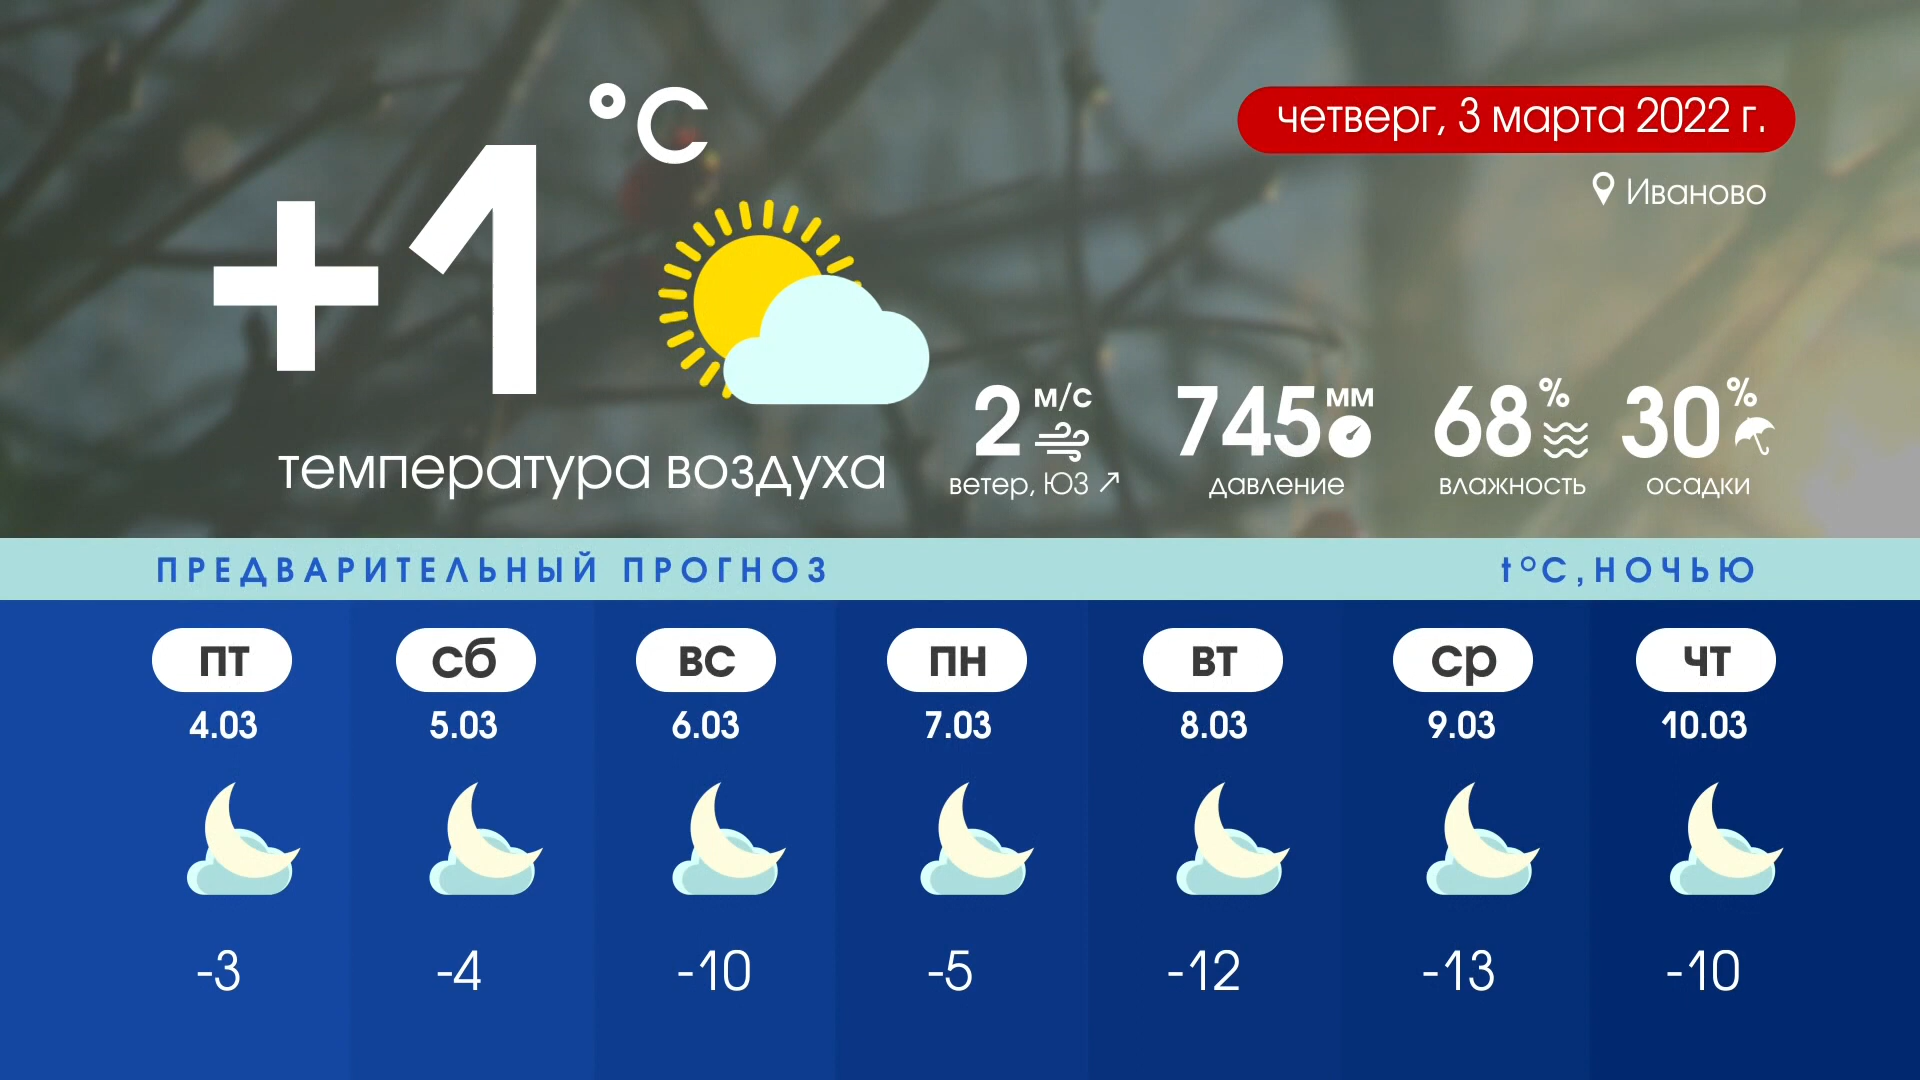 +1 °C
четверг, 3 марта 2022 г.
Иваново
температура воздуха
2 м/с
ветер, ЮЗ ↗
745 мм
давление
68 %
влажность
30 %
осадки
ПРЕДВАРИТЕЛЬНЫЙ ПРОГНОЗ
t°C, НОЧЬЮ
пт сб вс пн вт ср чт
4.03 5.03 6.03 7.03 8.03 9.03 10.03
-3 -4 -10 -5 -12 -13 -10